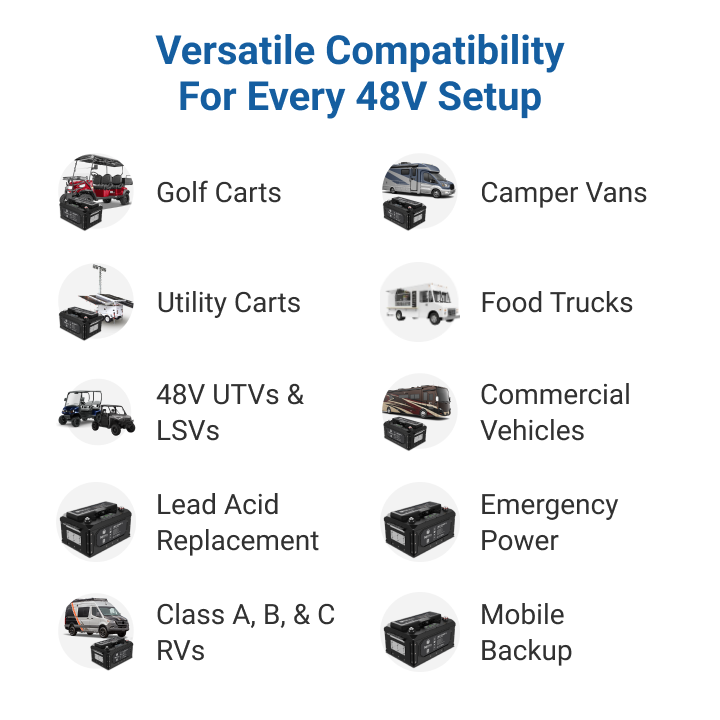 Versatile Compatibility
For Every 48V Setup
Golf Carts
Camper Vans
Utility Carts
Food Trucks
48V UTVs &
LSVs
Commercial
Vehicles
Lead Acid
Replacement
Emergency
Power
Class A, B, & C
RVs
Mobile
Backup